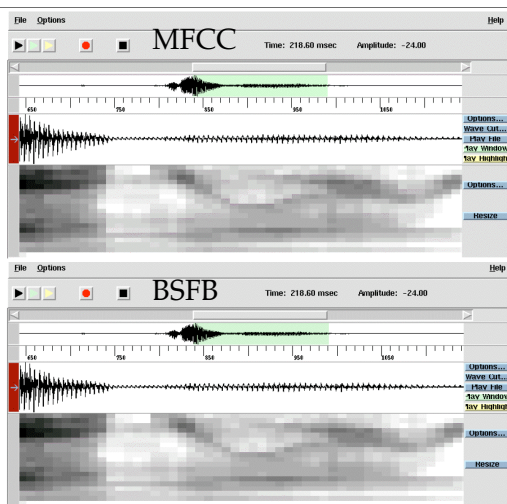 File Options Help
MFCC Time: 218.60 msec Amplitude: -24.00
650 750 850 950 1050
Options...
Wave Cut...
Play File
Play Window
Play Highligh
Options...
Resize
File Options Help
BSFB Time: 218.60 msec Amplitude: -24.00
650 750 850 950 1050
Options...
Wave Cut...
Play File
Play Window
Play Highligh
Options...
Resize